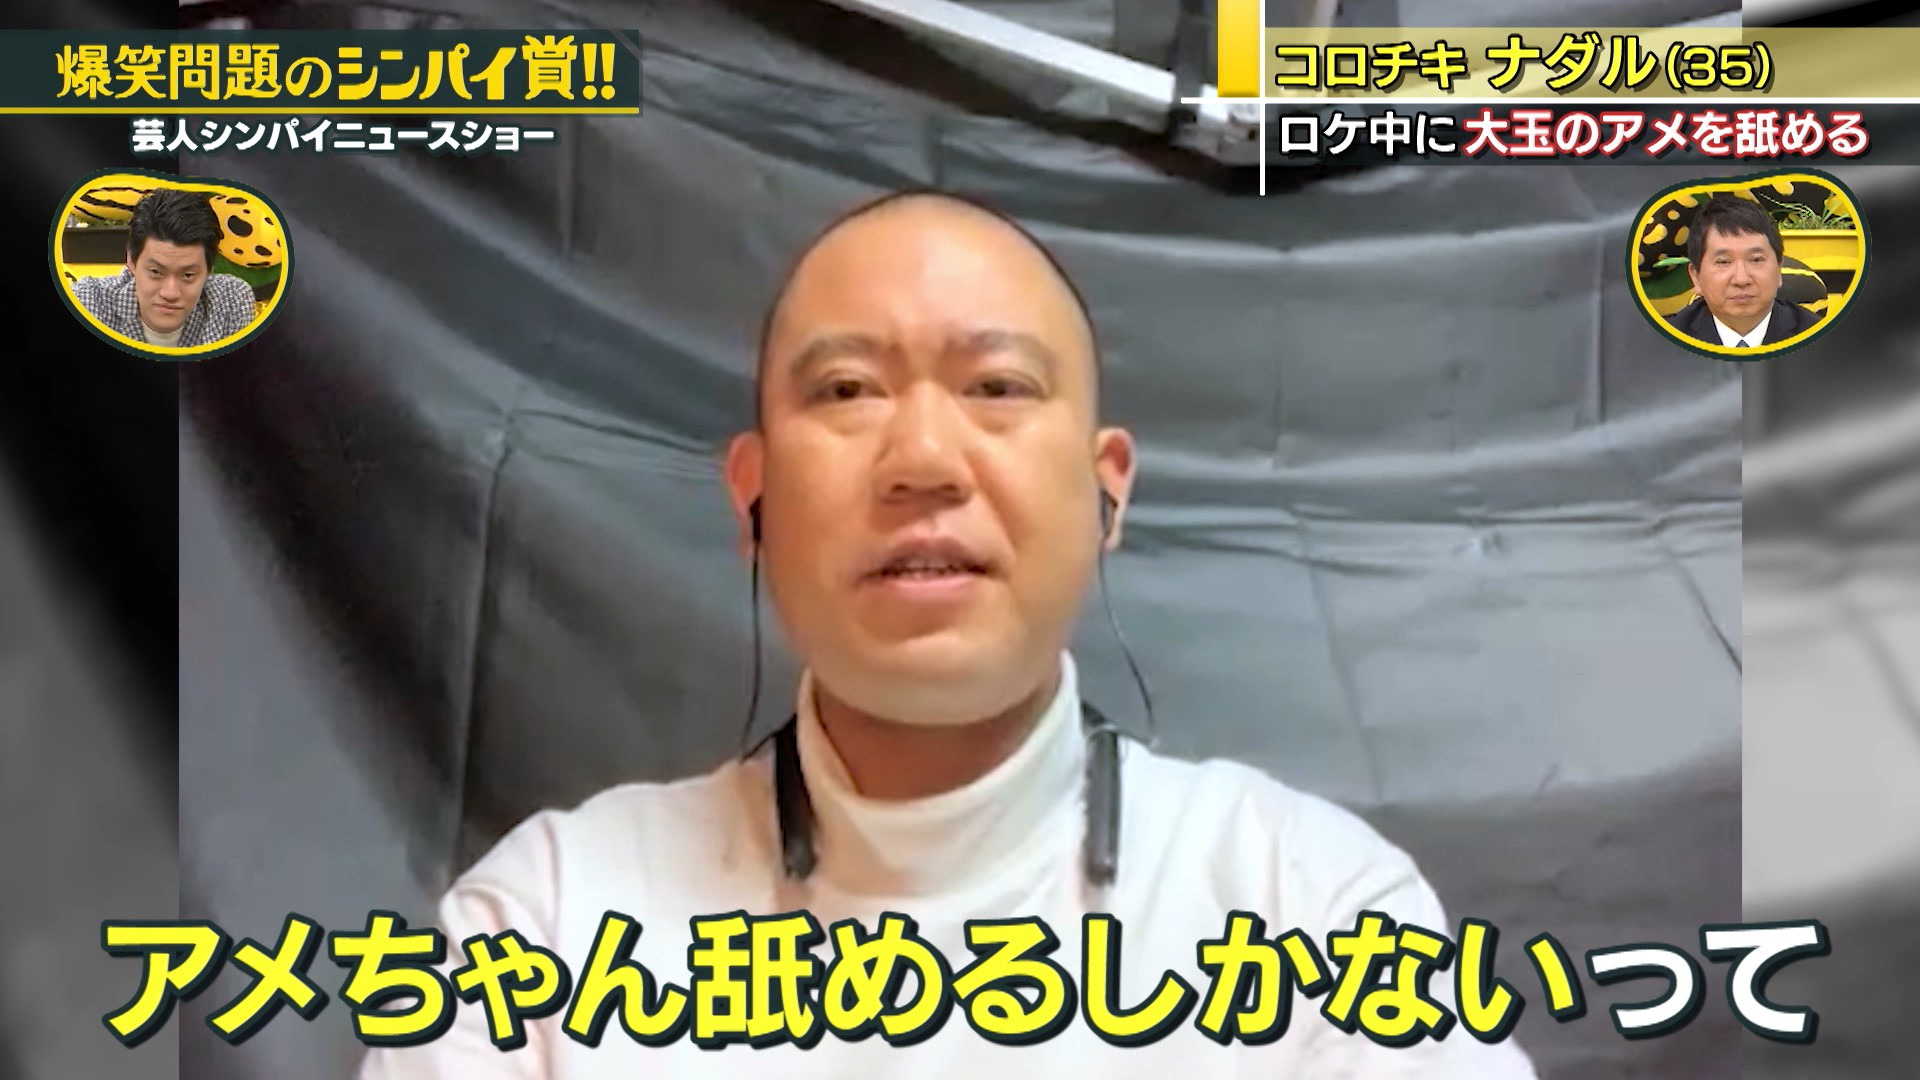 爆笑問題のシンパイ賞!!
芸人シンパイニュースショー
コロチキ ナダル(35)
ロケ中に大玉のアメを舐める
アメちゃん舐めるしかないって